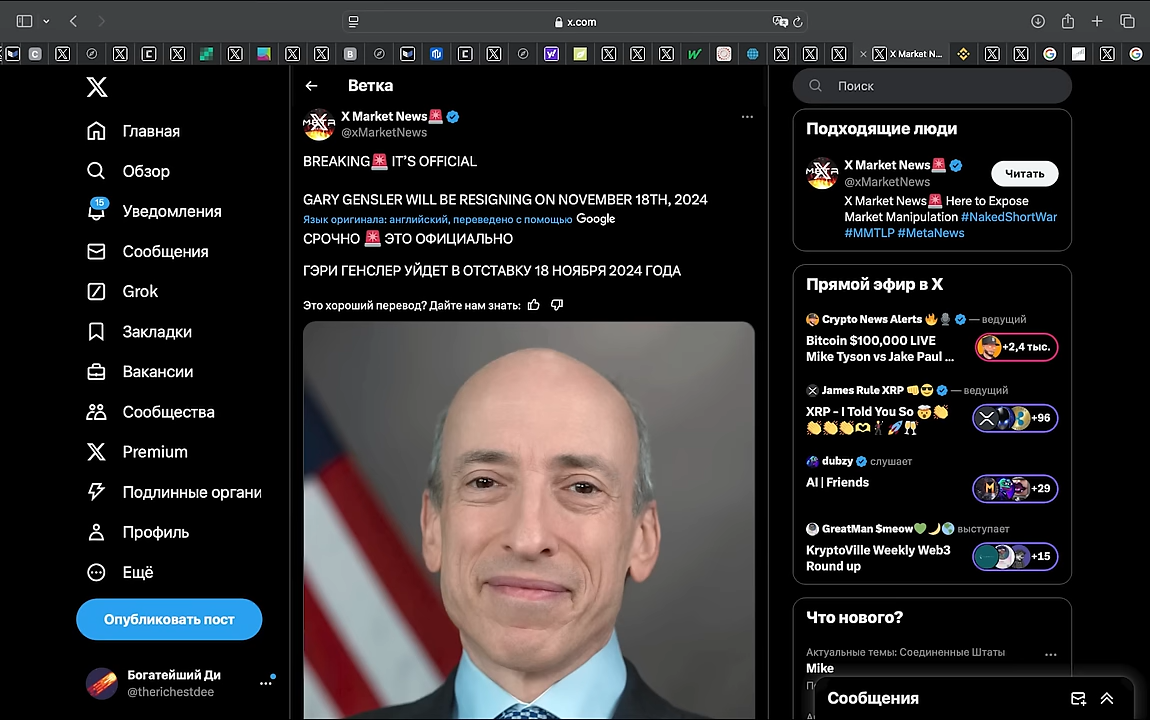 x.com
X Market N...
Главная
Обзор
15
Уведомления
Сообщения
Grok
Закладки
Вакансии
Сообщества
Premium
Подлинные органи
Профиль
Ещё
Опубликовать пост
Богатейший Ди
@therichestdee
Ветка
X Market News🚨
@xMarketNews
BREAKING🚨 IT'S OFFICIAL
GARY GENSLER WILL BE RESIGNING ON NOVEMBER 18TH, 2024
Язык оригинала: английский, переведено с помощью Google
СРОЧНО 🚨 ЭТО ОФИЦИАЛЬНО
ГЭРИ ГЕНСЛЕР УЙДЕТ В ОТСТАВКУ 18 НОЯБРЯ 2024 ГОДА
Это хороший перевод? Дайте нам знать:
Поиск
Подходящие люди
X Market News🚨
@xMarketNews
Читать
X Market News🚨 Here to Expose
Market Manipulation #NakedShortWar
#MMTLP #MetaNews
Прямой эфир в X
Crypto News Alerts 🔥🎙 — ведущий
Bitcoin $100,000 LIVE
Mike Tyson vs Jake Paul ...
+2,4 тыс.
James Rule XRP 👊😎 — ведущий
XRP - I Told You So 🤯👏
+96
dubzy слушает
AI | Friends
+29
GreatMan $meow💚🌙🌎 выступает
KryptoVille Weekly Web3
Round up
+15
Что нового?
Актуальные темы: Соединенные Штаты
Mike
Сообщения